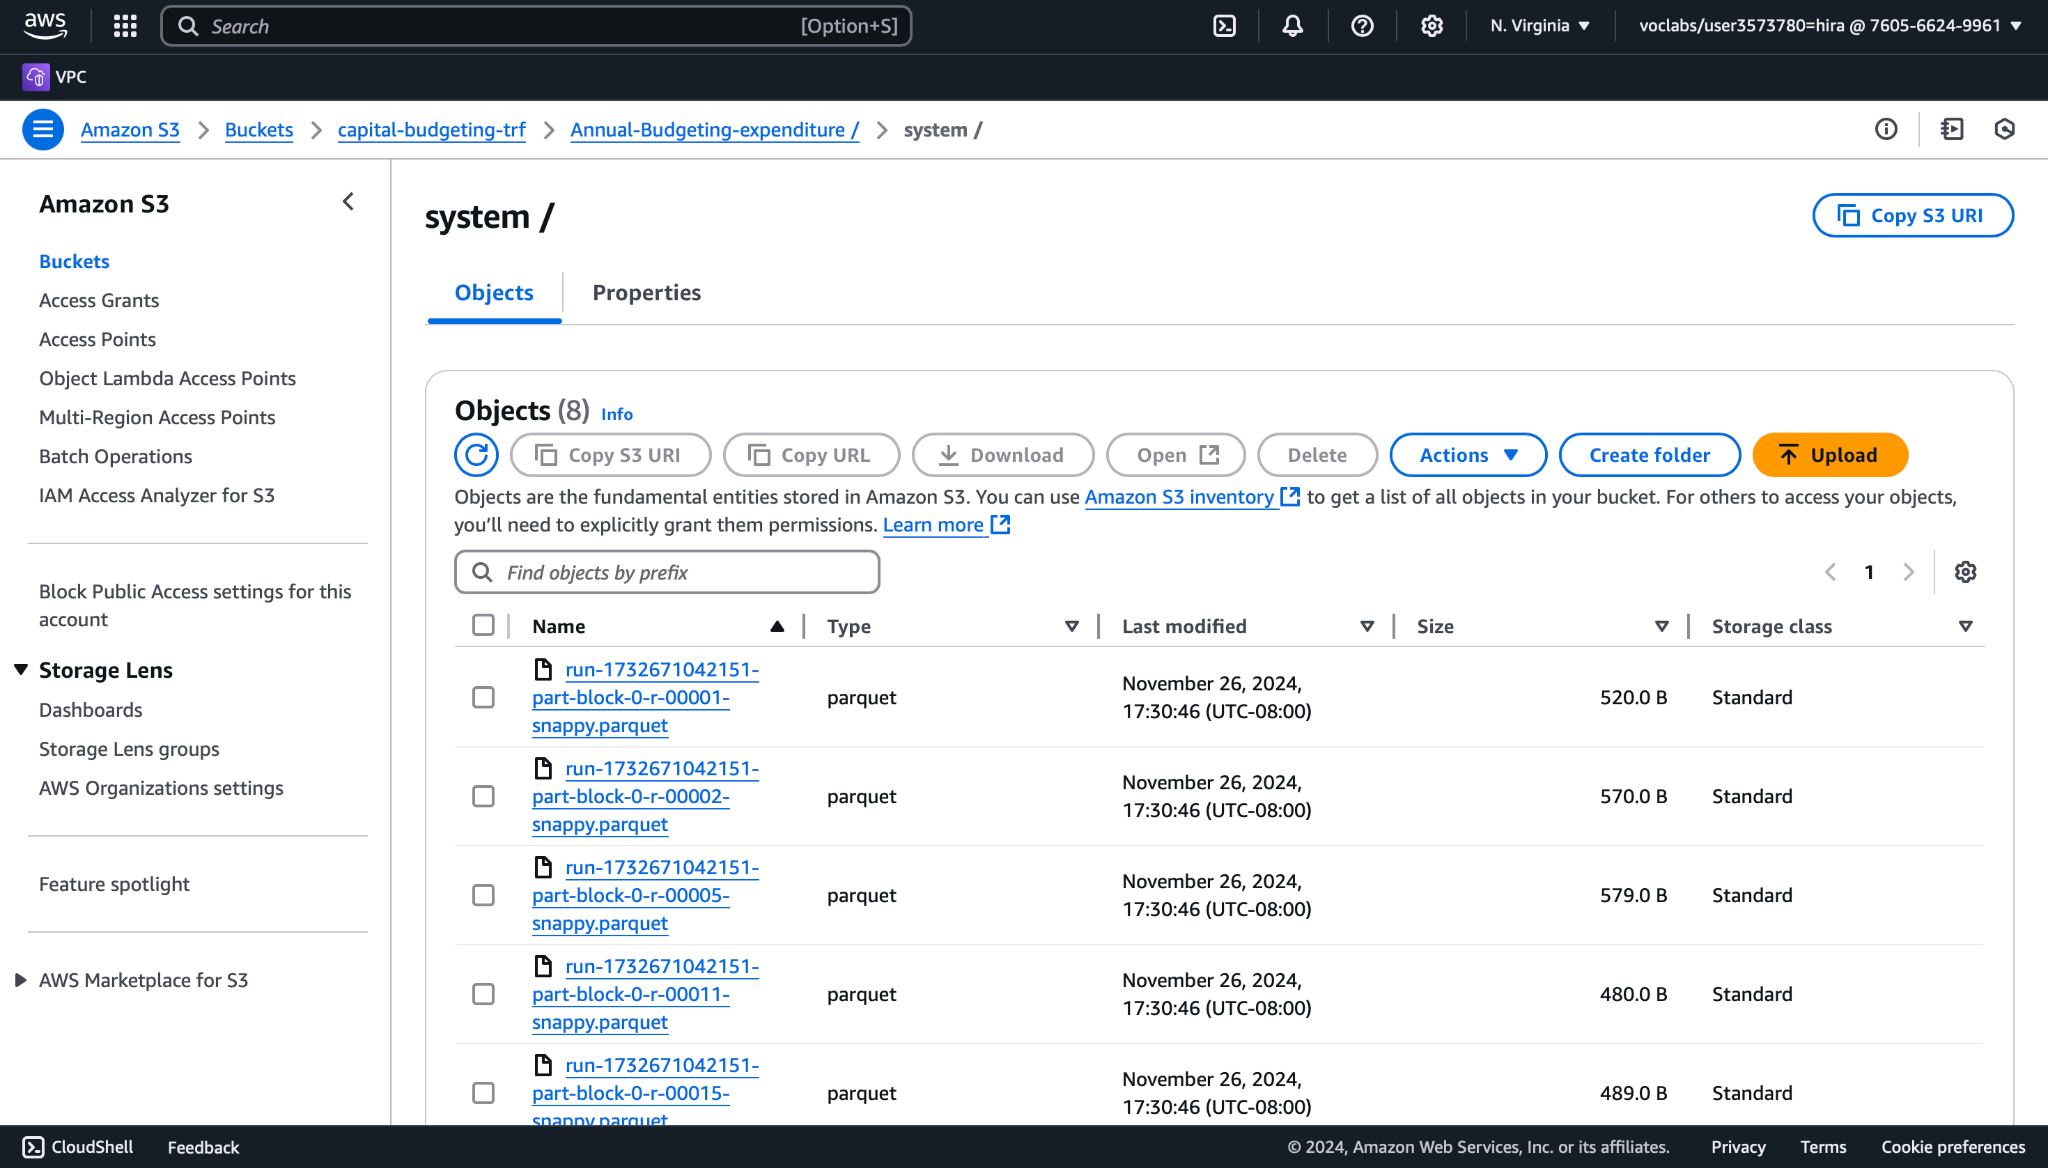 aws
Search [Option+S]
N. Virginia ▼
voclabs/user3573780=hira @ 7605-6624-9961 ▼
VPC
Amazon S3 > Buckets > capital-budgeting-trf > Annual-Budgeting-expenditure / > system /
Amazon S3
Buckets
Access Grants
Access Points
Object Lambda Access Points
Multi-Region Access Points
Batch Operations
IAM Access Analyzer for S3
Block Public Access settings for this
account
Storage Lens
Dashboards
Storage Lens groups
AWS Organizations settings
Feature spotlight
AWS Marketplace for S3
system /
Copy S3 URI
Objects
Properties
Objects (8) Info
Copy S3 URI
Copy URL
Download
Open
Delete
Actions ▼
Create folder
Upload
Objects are the fundamental entities stored in Amazon S3. You can use Amazon S3 inventory to get a list of all objects in your bucket. For others to access your objects,
you'll need to explicitly grant them permissions. Learn more
Find objects by prefix
1
Name Type Last modified Size Storage class
run-1732671042151-
part-block-0-r-00001-
snappy.parquet
parquet
November 26, 2024,
17:30:46 (UTC-08:00)
520.0 B
Standard
run-1732671042151-
part-block-0-r-00002-
snappy.parquet
parquet
November 26, 2024,
17:30:46 (UTC-08:00)
570.0 B
Standard
run-1732671042151-
part-block-0-r-00005-
snappy.parquet
parquet
November 26, 2024,
17:30:46 (UTC-08:00)
579.0 B
Standard
run-1732671042151-
part-block-0-r-00011-
snappy.parquet
parquet
November 26, 2024,
17:30:46 (UTC-08:00)
480.0 B
Standard
run-1732671042151-
part-block-0-r-00015-
snappy.parquet
parquet
November 26, 2024,
17:30:46 (UTC-08:00)
489.0 B
Standard
CloudShell
Feedback
© 2024, Amazon Web Services, Inc. or its affiliates.
Privacy
Terms
Cookie preferences